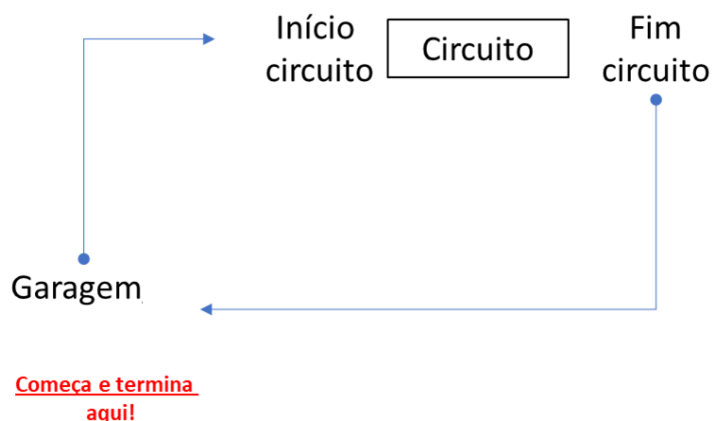 Início
circuito
Circuito
Fim
circuito
Garagem
Começa e termina
aqui!